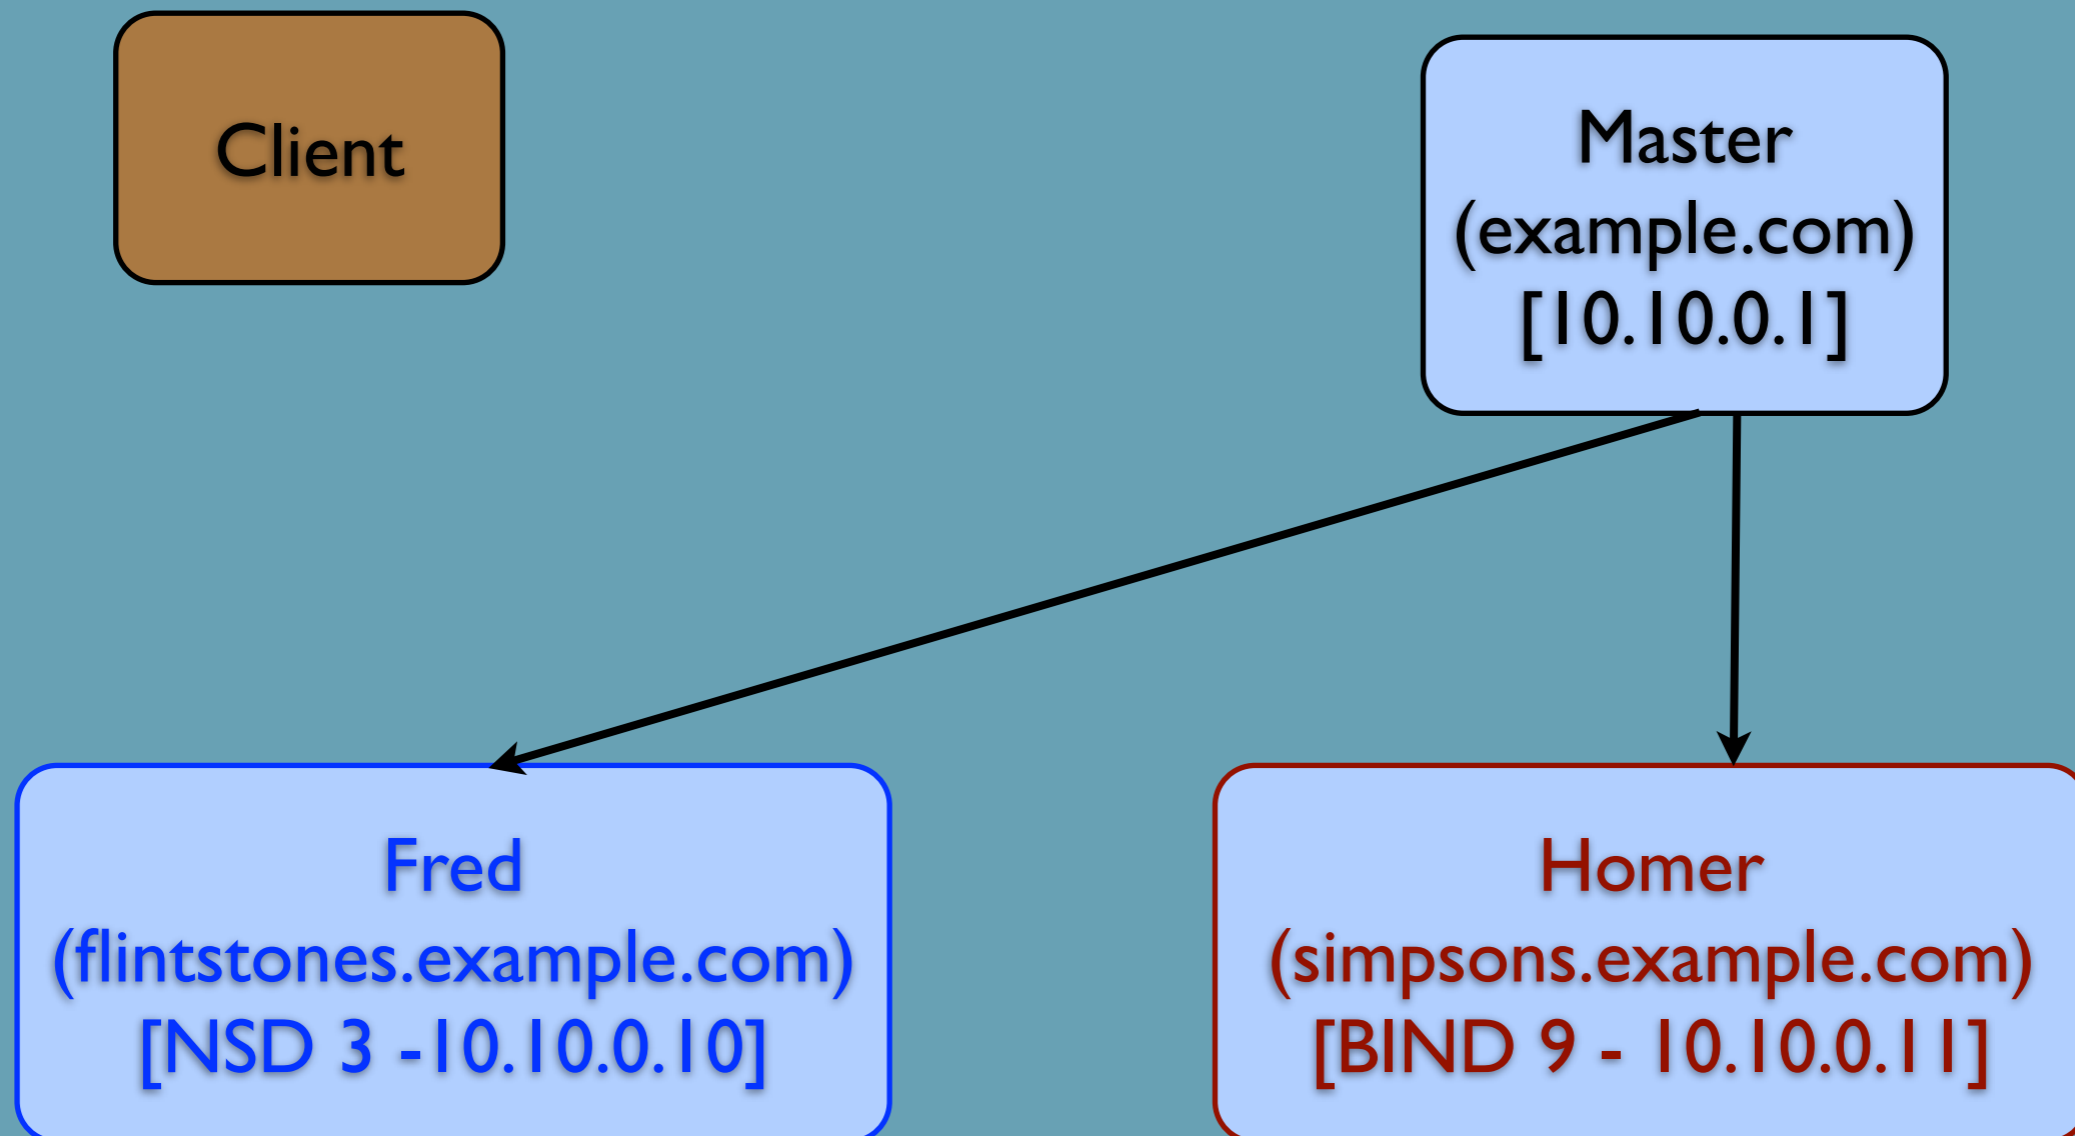 Client
Master
(example.com)
[10.10.0.1]
Fred
(flintstones.example.com)
[NSD 3 -10.10.0.10]
Homer
(simpsons.example.com)
[BIND 9 - 10.10.0.11]